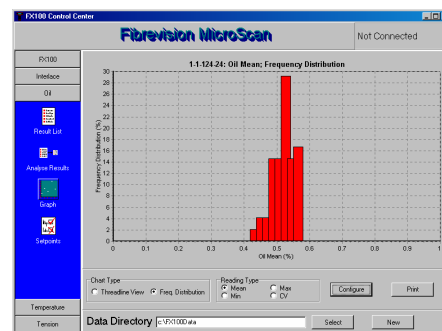 FX100 Control Center
Fibrevision MicroScan
Not Connected
FX100
Interlace
Oil
Result List
Analyse Results
Graph
Setpoints
Temperature
Tension
1-1-124-24: Oil Mean; Frequency Distribution
Frequency Distribution (%)
30
28
26
24
22
20
18
16
14
12
10
8
6
4
2
0
0 0.1 0.2 0.3 0.4 0.5 0.6 0.7 0.8 0.9 1
Oil Mean (%)
Chart Type
Threadline View Freq. Distribution
Reading Type
Mean Max
Min CV
Configure
Print
Data Directory c:\FX100Data Select New